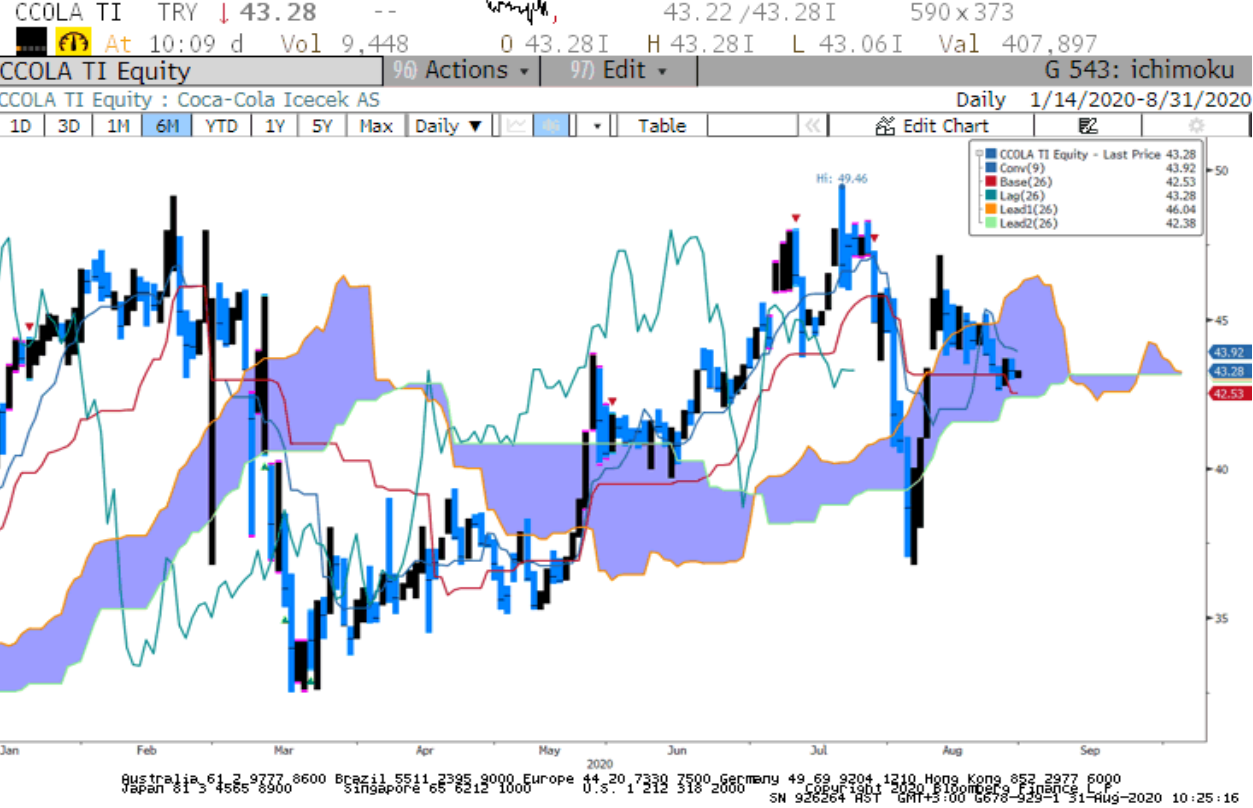 CCOLA TI TRY ↓ 43.28 -- 43.22 /43.28I 590 x 373
At 10:09 d Vol 9,448 O 43.28I H 43.28I L 43.06I Val 407,897
CCOLA TI Equity 96) Actions 97) Edit G 543: ichimoku
CCOLA TI Equity : Coca-Cola Icecek AS Daily 1/14/2020-8/31/2020
1D 3D 1M 6M YTD 1Y 5Y Max Daily ▼ Table « Edit Chart
CCOLA TI Equity - Last Price 43.28
Conv(9) 43.92
Base(26) 42.53
Lag(26) 43.28
Lead1(26) 46.04
Lead2(26) 42.38
Hi: 49.46
50
45
43.92
43.28
42.53
40
35
Jan Feb Mar Apr May Jun Jul Aug Sep
2020
Australia 61 2 9777 8600 Brazil 5511 2395 9000 Europe 44 20 7330 7500 Germany 49 69 9204 1210 Hong Kong 852 2977 6000
Japan 81 3 4565 8900 Singapore 65 6212 1000 U.S. 1 212 318 2000 Copyright 2020 Bloomberg Finance L.P.
SN 926264 AST GMT+3:00 G678-929-1 31-Aug-2020 10:25:16